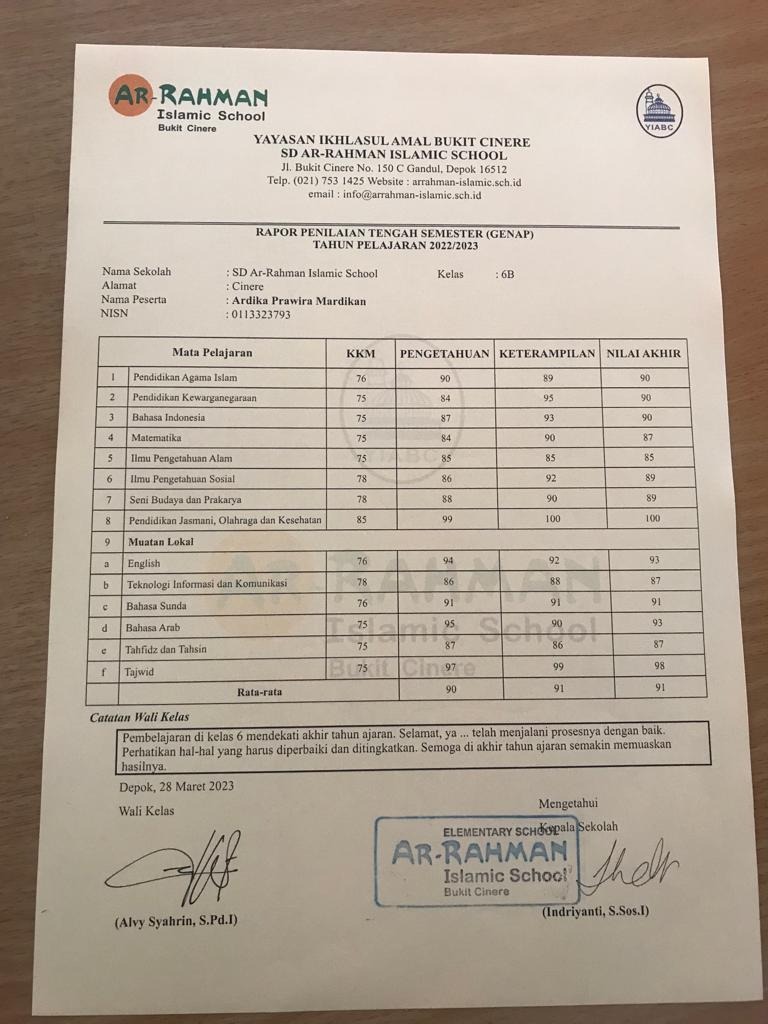 AR-RAHMAN
Islamic School
Bukit Cinere
YIABC
YAYASAN IKHLASUL AMAL BUKIT CINERE
SD AR-RAHMAN ISLAMIC SCHOOL
Jl. Bukit Cinere No. 150 C Gandul, Depok 16512
Telp. (021) 753 1425 Website : arrahman-islamic.sch.id
email : info@arrahman-islamic.sch.id
RAPOR PENILAIAN TENGAH SEMESTER (GENAP)
TAHUN PELAJARAN 2022/2023
Nama Sekolah : SD Ar-Rahman Islamic School Kelas : 6B
Alamat : Cinere
Nama Peserta : Ardika Prawira Mardikan
NISN : 0113323793
Mata Pelajaran KKM PENGETAHUAN KETERAMPILAN NILAI AKHIR
1 Pendidikan Agama Islam 76 90 89 90
2 Pendidikan Kewarganegaraan 75 84 95 90
3 Bahasa Indonesia 75 87 93 90
4 Matematika 75 84 90 87
5 Ilmu Pengetahuan Alam 75 85 85 85
6 Ilmu Pengetahuan Sosial 78 86 92 89
7 Seni Budaya dan Prakarya 78 88 90 89
8 Pendidikan Jasmani, Olahraga dan Kesehatan 85 99 100 100
9 Muatan Lokal
a English 76 94 92 93
b Teknologi Informasi dan Komunikasi 78 86 88 87
c Bahasa Sunda 76 91 91 91
d Bahasa Arab 75 95 90 93
e Tahfidz dan Tahsin 75 87 86 87
f Tajwid 75 97 99 98
Rata-rata 90 91 91
YIABC
AR-RAHMAN
Islamic School
Bukit Cinere
Catatan Wali Kelas
Pembelajaran di kelas 6 mendekati akhir tahun ajaran. Selamat, ya ... telah menjalani prosesnya dengan baik.
Perhatikan hal-hal yang harus diperbaiki dan ditingkatkan. Semoga di akhir tahun ajaran semakin memuaskan
hasilnya.
Depok, 28 Maret 2023
Wali Kelas
Mengetahui
Kepala Sekolah
ELEMENTARY SCHOOL
AR-RAHMAN
Islamic School
Bukit Cinere
(Alvy Syahrin, S.Pd.I)
(Indriyanti, S.Sos.I)